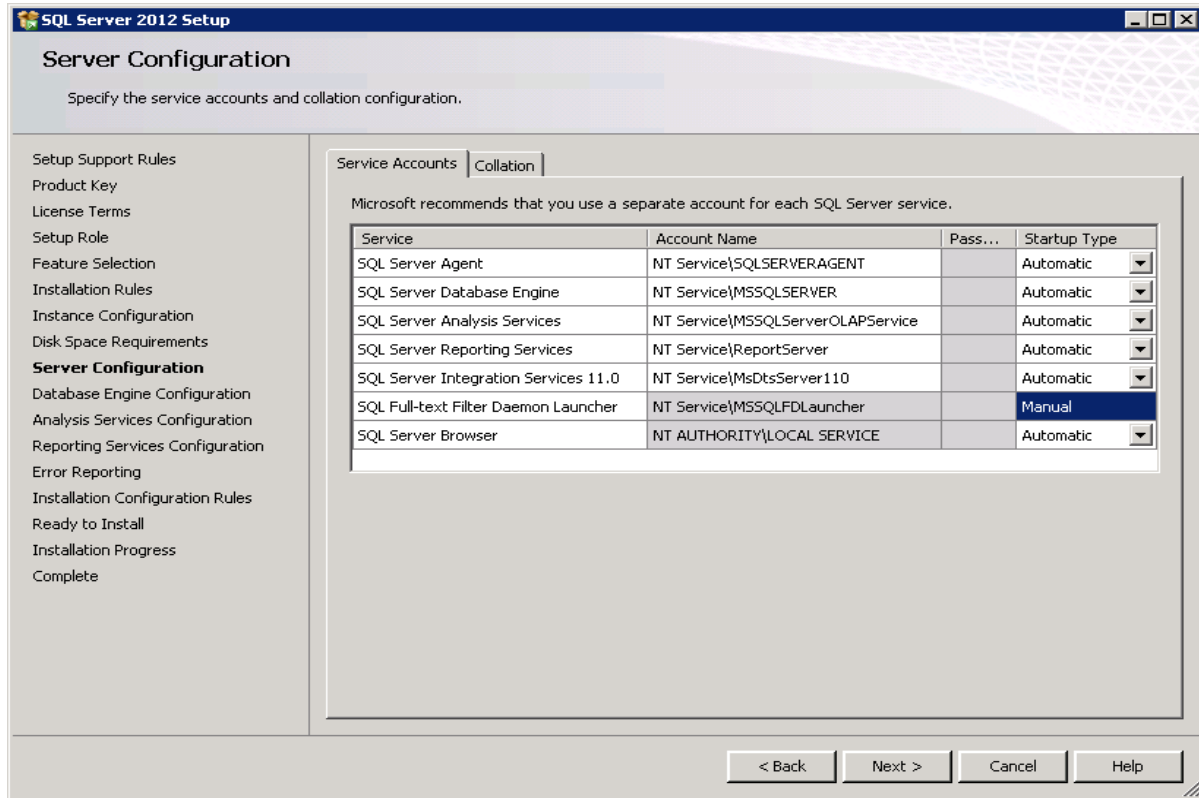 SQL Server 2012 Setup
Server Configuration
Specify the service accounts and collation configuration.
Setup Support Rules
Product Key
License Terms
Setup Role
Feature Selection
Installation Rules
Instance Configuration
Disk Space Requirements
Server Configuration
Database Engine Configuration
Analysis Services Configuration
Reporting Services Configuration
Error Reporting
Installation Configuration Rules
Ready to Install
Installation Progress
Complete
Service Accounts Collation
Microsoft recommends that you use a separate account for each SQL Server service.
Service Account Name Pass... Startup Type
SQL Server Agent NT Service\SQLSERVERAGENT Automatic
SQL Server Database Engine NT Service\MSSQLSERVER Automatic
SQL Server Analysis Services NT Service\MSSQLServerOLAPService Automatic
SQL Server Reporting Services NT Service\ReportServer Automatic
SQL Server Integration Services 11.0 NT Service\MsDtsServer110 Automatic
SQL Full-text Filter Daemon Launcher NT Service\MSSQLFDLauncher Manual
SQL Server Browser NT AUTHORITY\LOCAL SERVICE Automatic
< Back Next > Cancel Help